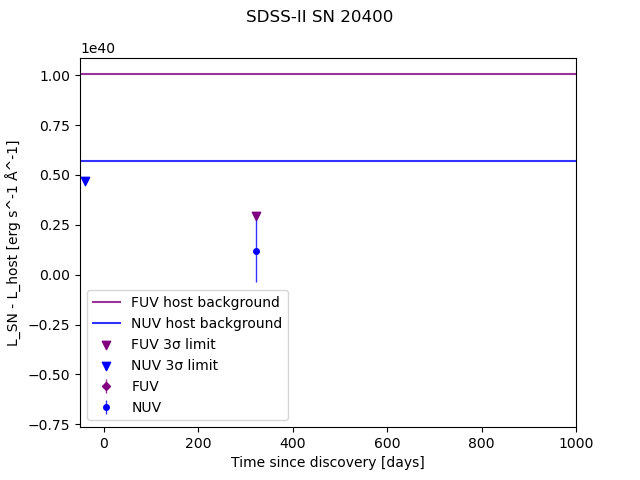 SDSS-II SN 20400
1e40
1.00
0.75
0.50
0.25
0.00
−0.25
−0.50
−0.75
L_SN - L_host [erg s^-1 Å^-1]
FUV host background
NUV host background
FUV 3σ limit
NUV 3σ limit
FUV
NUV
0 200 400 600 800 1000
Time since discovery [days]